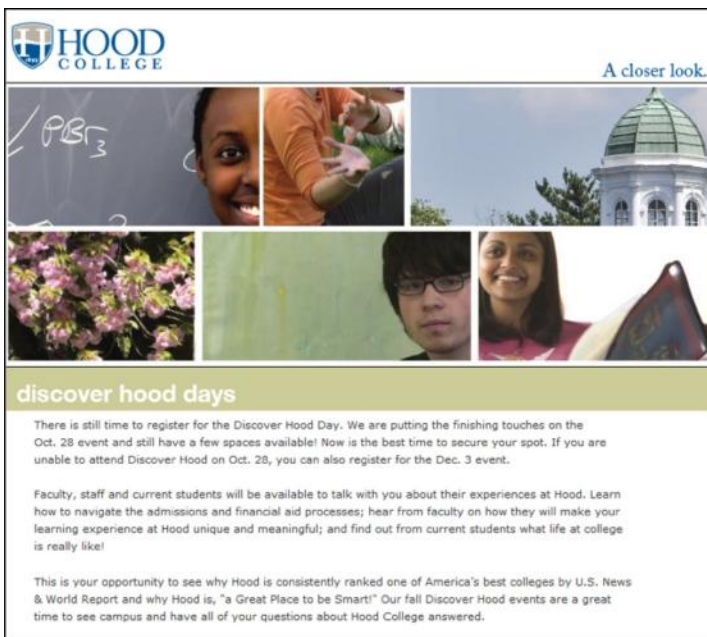 HOOD
COLLEGE
A closer look.
PBr₃
discover hood days
There is still time to register for the Discover Hood Day. We are putting the finishing touches on the
Oct. 28 event and still have a few spaces available! Now is the best time to secure your spot. If you are
unable to attend Discover Hood on Oct. 28, you can also register for the Dec. 3 event.
Faculty, staff and current students will be available to talk with you about their experiences at Hood. Learn
how to navigate the admissions and financial aid processes; hear from faculty on how they will make your
learning experience at Hood unique and meaningful; and find out from current students what life at college
is really like!
This is your opportunity to see why Hood is consistently ranked one of America's best colleges by U.S. News
& World Report and why Hood is, "a Great Place to be Smart!" Our fall Discover Hood events are a great
time to see campus and have all of your questions about Hood College answered.